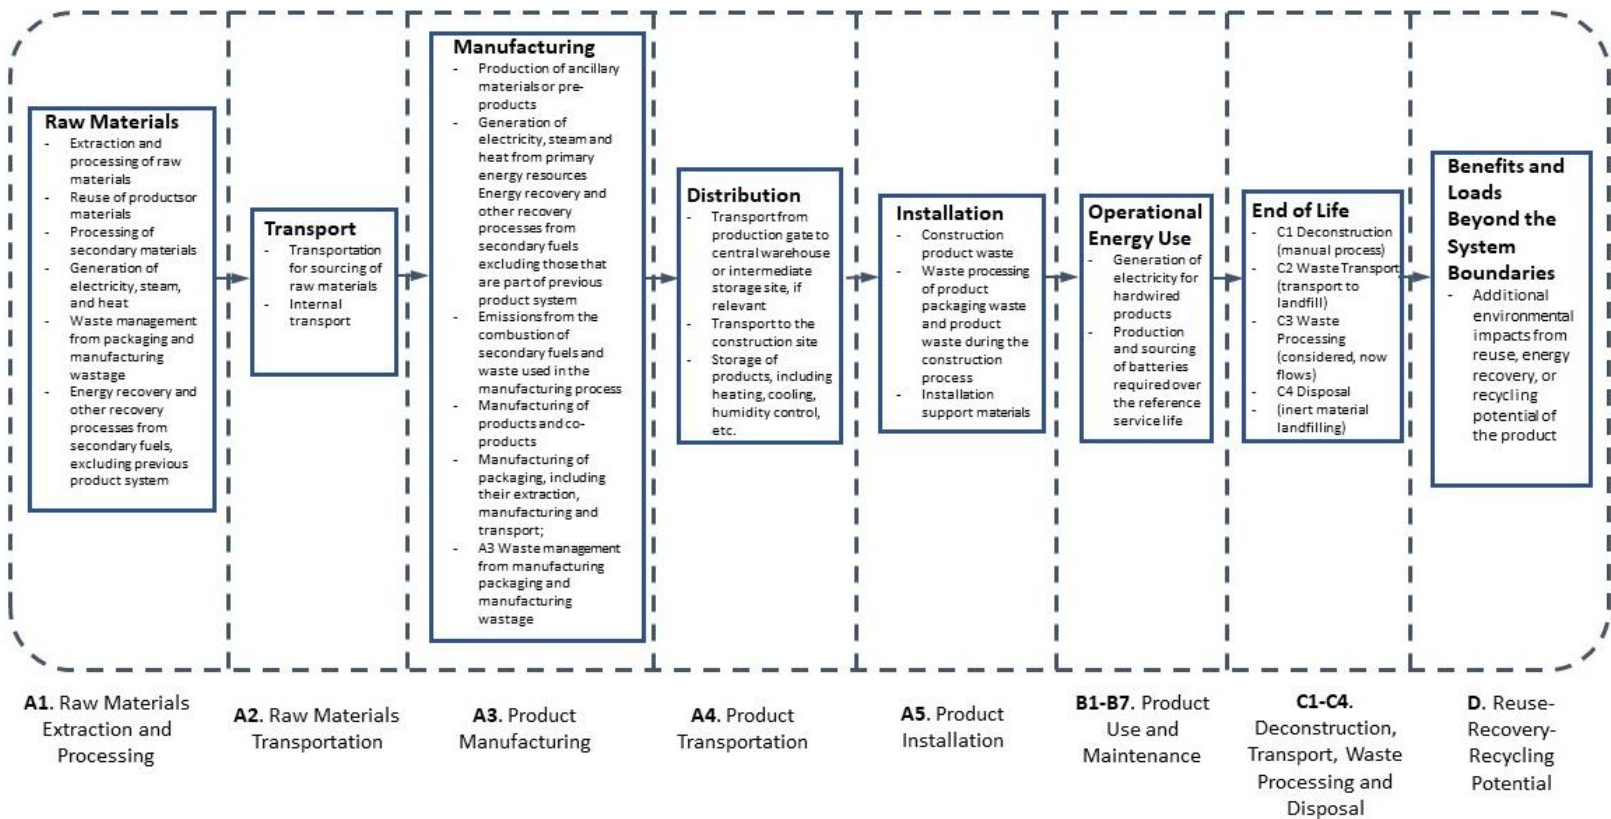 Raw Materials
- Extraction and
processing of raw
materials
- Reuse of productsor
materials
- Processing of
secondary materials
- Generation of
electricity, steam,
and heat
- Waste management
from packaging and
manufacturing
wastage
- Energy recovery and
other recovery
processes from
secondary fuels,
excluding previous
product system
Transport
- Transportation
for sourcing of
raw materials
- Internal
transport
Manufacturing
- Production of ancillary
materials or pre-
products
- Generation of
electricity, steam and
heat from primary
energy resources
Energy recovery and
other recovery
processes from
secondary fuels
excluding those that
are part of previous
product system
- Emissions from the
combustion of
secondary fuels and
waste used in the
manufacturing process
- Manufacturing of
products and co-
products
- Manufacturing of
packaging, including
their extraction,
manufacturing and
transport;
- A3 Waste management
from manufacturing
packaging and
manufacturing
wastage
Distribution
- Transport from
production gate to
central warehouse
or intermediate
storage site, if
relevant
- Transport to the
construction site
- Storage of
products, including
heating, cooling,
humidity control,
etc.
Installation
- Construction
product waste
- Waste processing
of product
packaging waste
and product
waste during the
construction
process
- Installation
support materials
Operational
Energy Use
- Generation of
electricity for
hardwired
products
- Production
and sourcing
of batteries
required over
the reference
service life
End of Life
- C1 Deconstruction
(manual process)
- C2 Waste Transport
(transport to
landfill)
- C3 Waste
Processing
(considered, now
flows)
- C4 Disposal
- (inert material
landfilling)
Benefits and
Loads
Beyond the
System
Boundaries
- Additional
environmental
impacts from
reuse, energy
recovery, or
recycling
potential of
the product
A1. Raw Materials
Extraction and
Processing
A2. Raw Materials
Transportation
A3. Product
Manufacturing
A4. Product
Transportation
A5. Product
Installation
B1-B7. Product
Use and
Maintenance
C1-C4.
Deconstruction,
Transport, Waste
Processing and
Disposal
D. Reuse-
Recovery-
Recycling
Potential